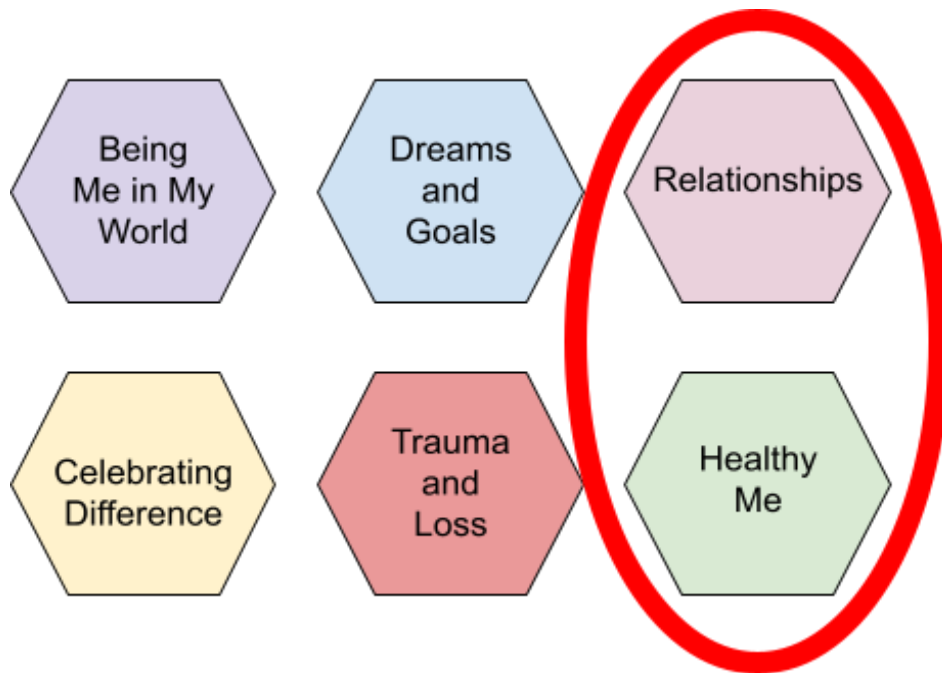 Being
Me in My
World
Dreams
and
Goals
Relationships
Celebrating
Difference
Trauma
and
Loss
Healthy
Me